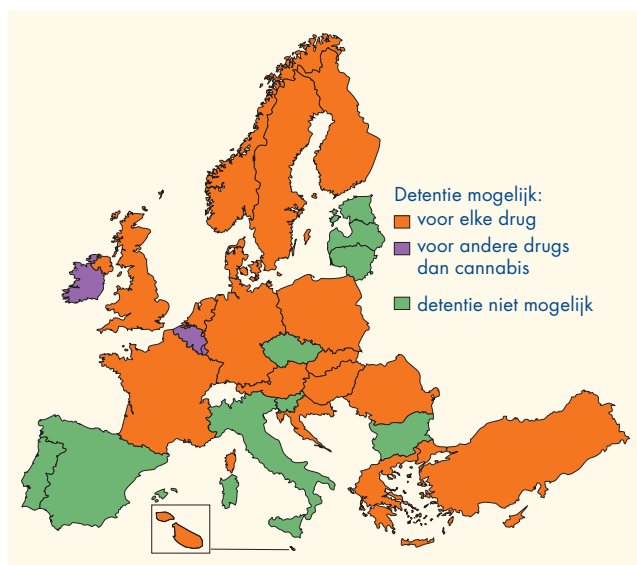 Detentie mogelijk:
voor elke drug
voor andere drugs
dan cannabis
detentie niet mogelijk